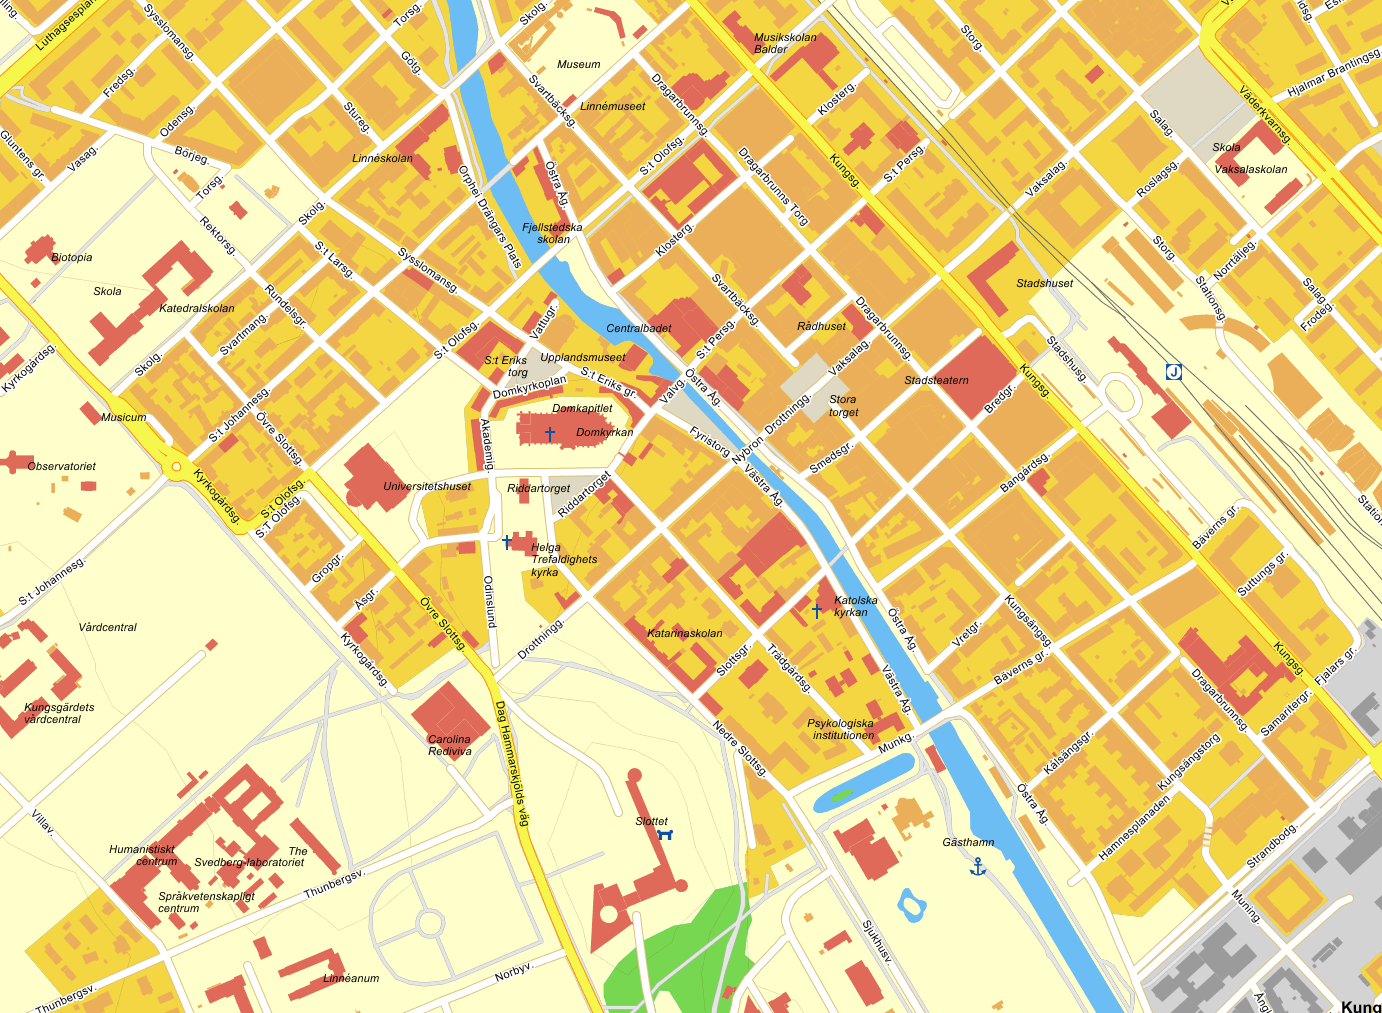 Luthagsesplan
Sysslomansg.
Torsg.
Skolg.
Götg.
Fredsg.
Odensg.
Stureg.
Museum
Svartbäcksg.
Linnémuseet
Dragarbrunnsg.
Musikskolan
Balder
Storg.
Klosterg.
Hjalmar Brantingsg.
Väderkvarnsg.
Salag.
Gluntens gr.
Vasag.
Börjeg.
Torsg.
Linnéskolan
Orphei Drängars Plats
Östra Åg.
S:t Olofsg.
Dragarbrunns Torg
Kungsg.
S:t Persg.
Vaksalag.
Roslagsg.
Skola
Vaksalaskolan
Rektorsg.
Skolg.
Fjellstedska
skolan
Klosterg.
Biotopia
Skola
Katedralskolan
S:t Larsg.
Sysslomansg.
Svartbäcksg.
Storg.
Norrtäljeg.
Stadshuset
Stationsg.
Salag.
Frodeg.
Rundelsgr.
Svartmang.
Skolg.
S:t Olofsg.
Vattugr.
Centralbadet
S:t Persg.
Rådhuset
Dragarbrunnsg.
Vaksalag.
Kyrkogårdsg.
S:t Eriks
torg
Upplandsmuseet
S:t Eriks gr.
Domkyrkoplan
Valvg.
Östra Åg.
Stadsteatern
Stadshusg.
Kungsg.
Bredgr.
Stora
torget
Musicum
S:t Johannesg.
Övre Slottsg.
Akademig.
Domkapitlet
Domkyrkan
Fyristorg
Nybron
Drottningg.
Smedsgr.
Bangårdsg.
Observatoriet
Kyrkogårdsg.
S:t Olofsg.
S:T Olofsg.
Universitetshuset
Riddartorget
Riddartorget
Västra Åg.
Bäverns gr.
Station
Suttungs gr.
S:t Johannesg.
Gropgr.
Åsgr.
Helga
Trefaldighets
kyrka
Odinslund
Övre Slottsg.
Katolska
kyrkan
Östra Åg.
Vretgr.
Kungsängsg.
Bäverns gr.
Kungsg.
Fjalars gr.
Vårdcentral
Kyrkogårdsg.
Drottningg.
Katarinaskolan
Slottsgr.
Trädgårdsg.
Västra Åg.
Dragarbrunnsg.
Samaritergr.
Kungsgärdets
vårdcentral
Carolina
Rediviva
Dag Hammarskjölds väg
Nedre Slottsg.
Psykologiska
institutionen
Munkg.
Kålsängsgr.
Kungsängstorg
Östra Åg.
Hamnesplanaden
Strandbodg.
Villav.
Humanistiskt
centrum
Svedberg-laboratoriet
The
Språkvetenskapligt
centrum
Thunbergsv.
Slottet
Gästhamn
Sjukhusv.
Muning.
Linnéanum
Norbyv.
Thunbergsv.
Ängl
Kung
J